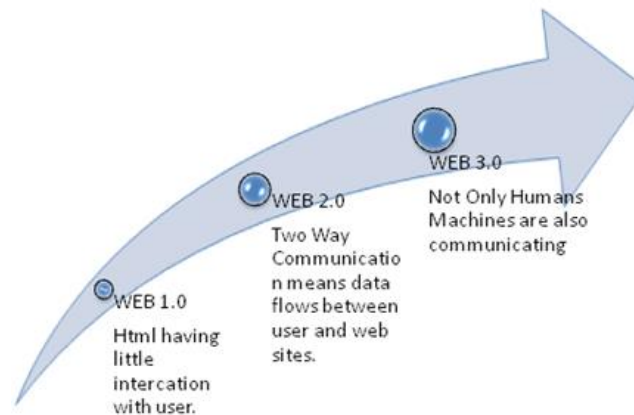 WEB 1.0
Html having
little
intercation
with user.
WEB 2.0
Two Way
Communicatio
n means data
flows between
user and web
sites.
WEB 3.0
Not Only Humans
Machines are also
communicating